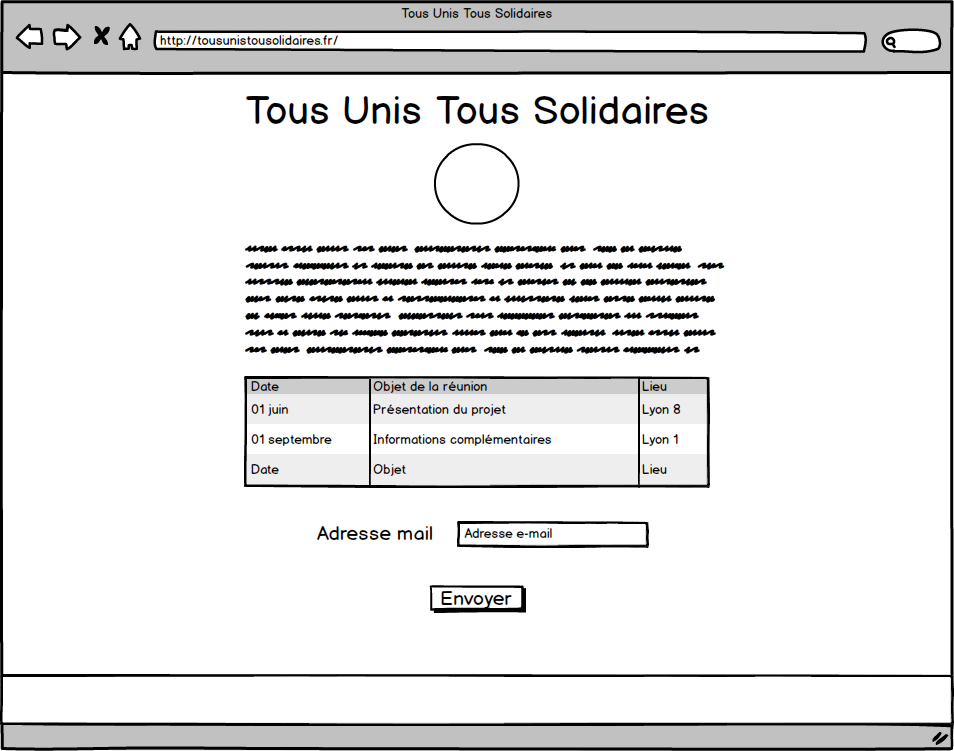 Tous Unis Tous Solidaires
http://tousunistousolidaires.fr/
Tous Unis Tous Solidaires
Date Objet de la réunion Lieu
01 juin Présentation du projet Lyon 8
01 septembre Informations complémentaires Lyon 1
Date Objet Lieu
Adresse mail Adresse e-mail
Envoyer